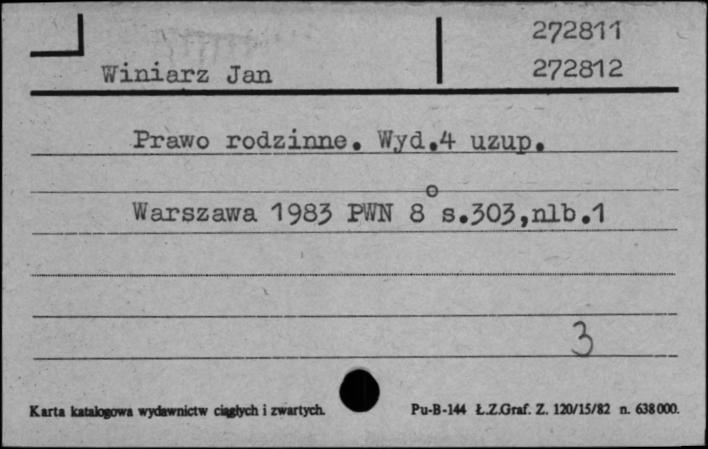 272811
Winiarz Jan 272812
Prawo rodzinne. Wyd.4 uzup.
Warszawa 1983 PWN 8° s.303,nlb.1
3
Karta katalogowa wydawnictw ciągłych i zwartych. Pu-B-144 Ł.Z.Graf. Z. 120/15/82 n. 638000.